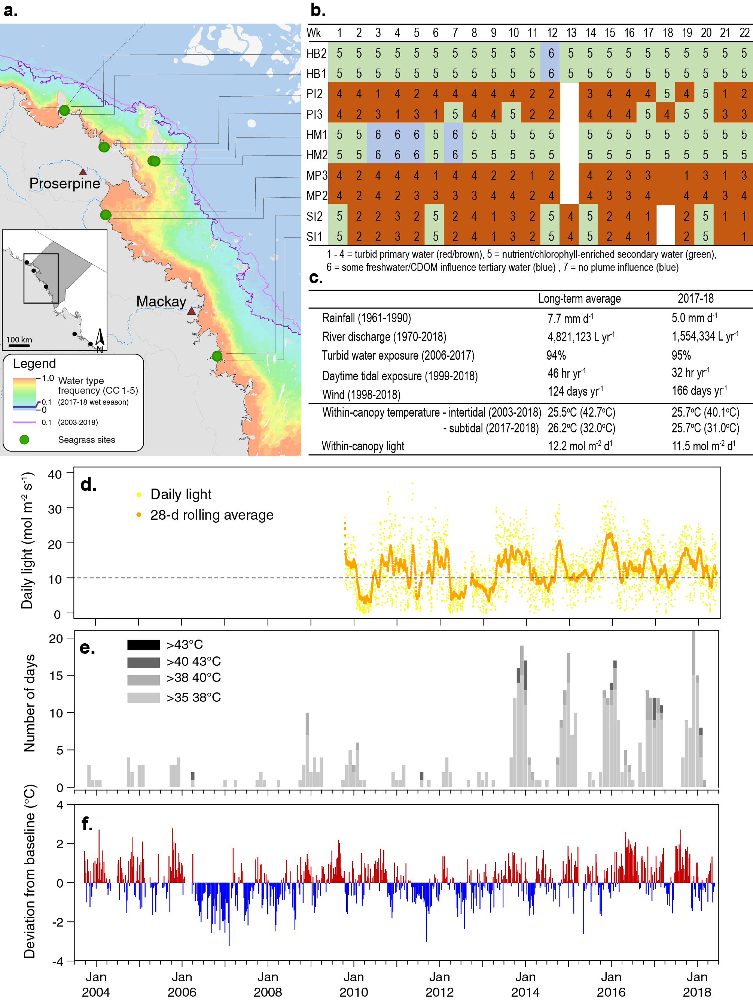 a.
Proserpine
Mackay
100 km
N
Legend
1.0
0.1
0
Water type
frequency (CC 1-5)
(2017-18 wet season)
0.1 (2003-2018)
Seagrass sites
b.
Wk 1 2 3 4 5 6 7 8 9 10 11 12 13 14 15 16 17 18 19 20 21 22
HB2 5 5 5 5 5 5 5 5 5 5 5 6 5 5 5 5 5 5 5 5 5 5
HB1 5 5 5 5 5 5 5 5 5 5 5 6 5 5 5 5 5 5 5 5 5 5
PI2 4 4 1 4 2 4 4 4 4 4 2 2 3 4 4 4 5 4 5 1 2
PI3 4 2 3 1 3 1 5 4 4 5 2 2 4 4 4 5 4 5 5 3 3
HM1 5 5 6 6 6 5 6 5 5 5 5 5 5 5 5 5 5 5 5 5 5
HM2 5 5 6 6 6 5 6 5 5 5 5 5 5 5 5 5 5 5 5 5 5
MP3 4 2 4 4 4 1 4 4 2 2 1 2 4 2 3 3 1 3 1 3
MP2 4 2 4 2 3 3 3 3 4 4 2 4 4 3 3 4 4 4 3 4
SI2 5 2 2 3 2 5 2 4 1 3 2 5 4 5 2 4 1 2 5 1 1
SI1 5 2 2 3 2 5 2 4 1 3 2 5 4 5 2 4 1 2 5 1
1 - 4 = turbid primary water (red/brown), 5 = nutrient/chlorophyll-enriched secondary water (green),
6 = some freshwater/CDOM influence tertiary water (blue) , 7 = no plume influence (blue)
c.
Long-term average 2017-18
Rainfall (1961-1990) 7.7 mm d-1 5.0 mm d-1
River discharge (1970-2018) 4,821,123 L yr-1 1,554,334 L yr-1
Turbid water exposure (2006-2017) 94% 95%
Daytime tidal exposure (1999-2018) 46 hr yr-1 32 hr yr-1
Wind (1998-2018) 124 days yr-1 166 days yr-1
Within-canopy temperature - intertidal (2003-2018) 25.5ºC (42.7ºC) 25.7ºC (40.1ºC)
- subtidal (2017-2018) 26.2ºC (32.0ºC) 25.7ºC (31.0ºC)
Within-canopy light 12.2 mol m-2 d1 11.5 mol m-2 d1
d.
Daily light (mol m-2 s-1)
40
30
20
10
0
Daily light
28-d rolling average
e.
Number of days
20
15
10
5
0
>43°C
>40 43°C
>38 40°C
>35 38°C
f.
Deviation from baseline (°C)
4
2
0
-2
-4
Jan Jan Jan Jan Jan Jan Jan Jan
2004 2006 2008 2010 2012 2014 2016 2018